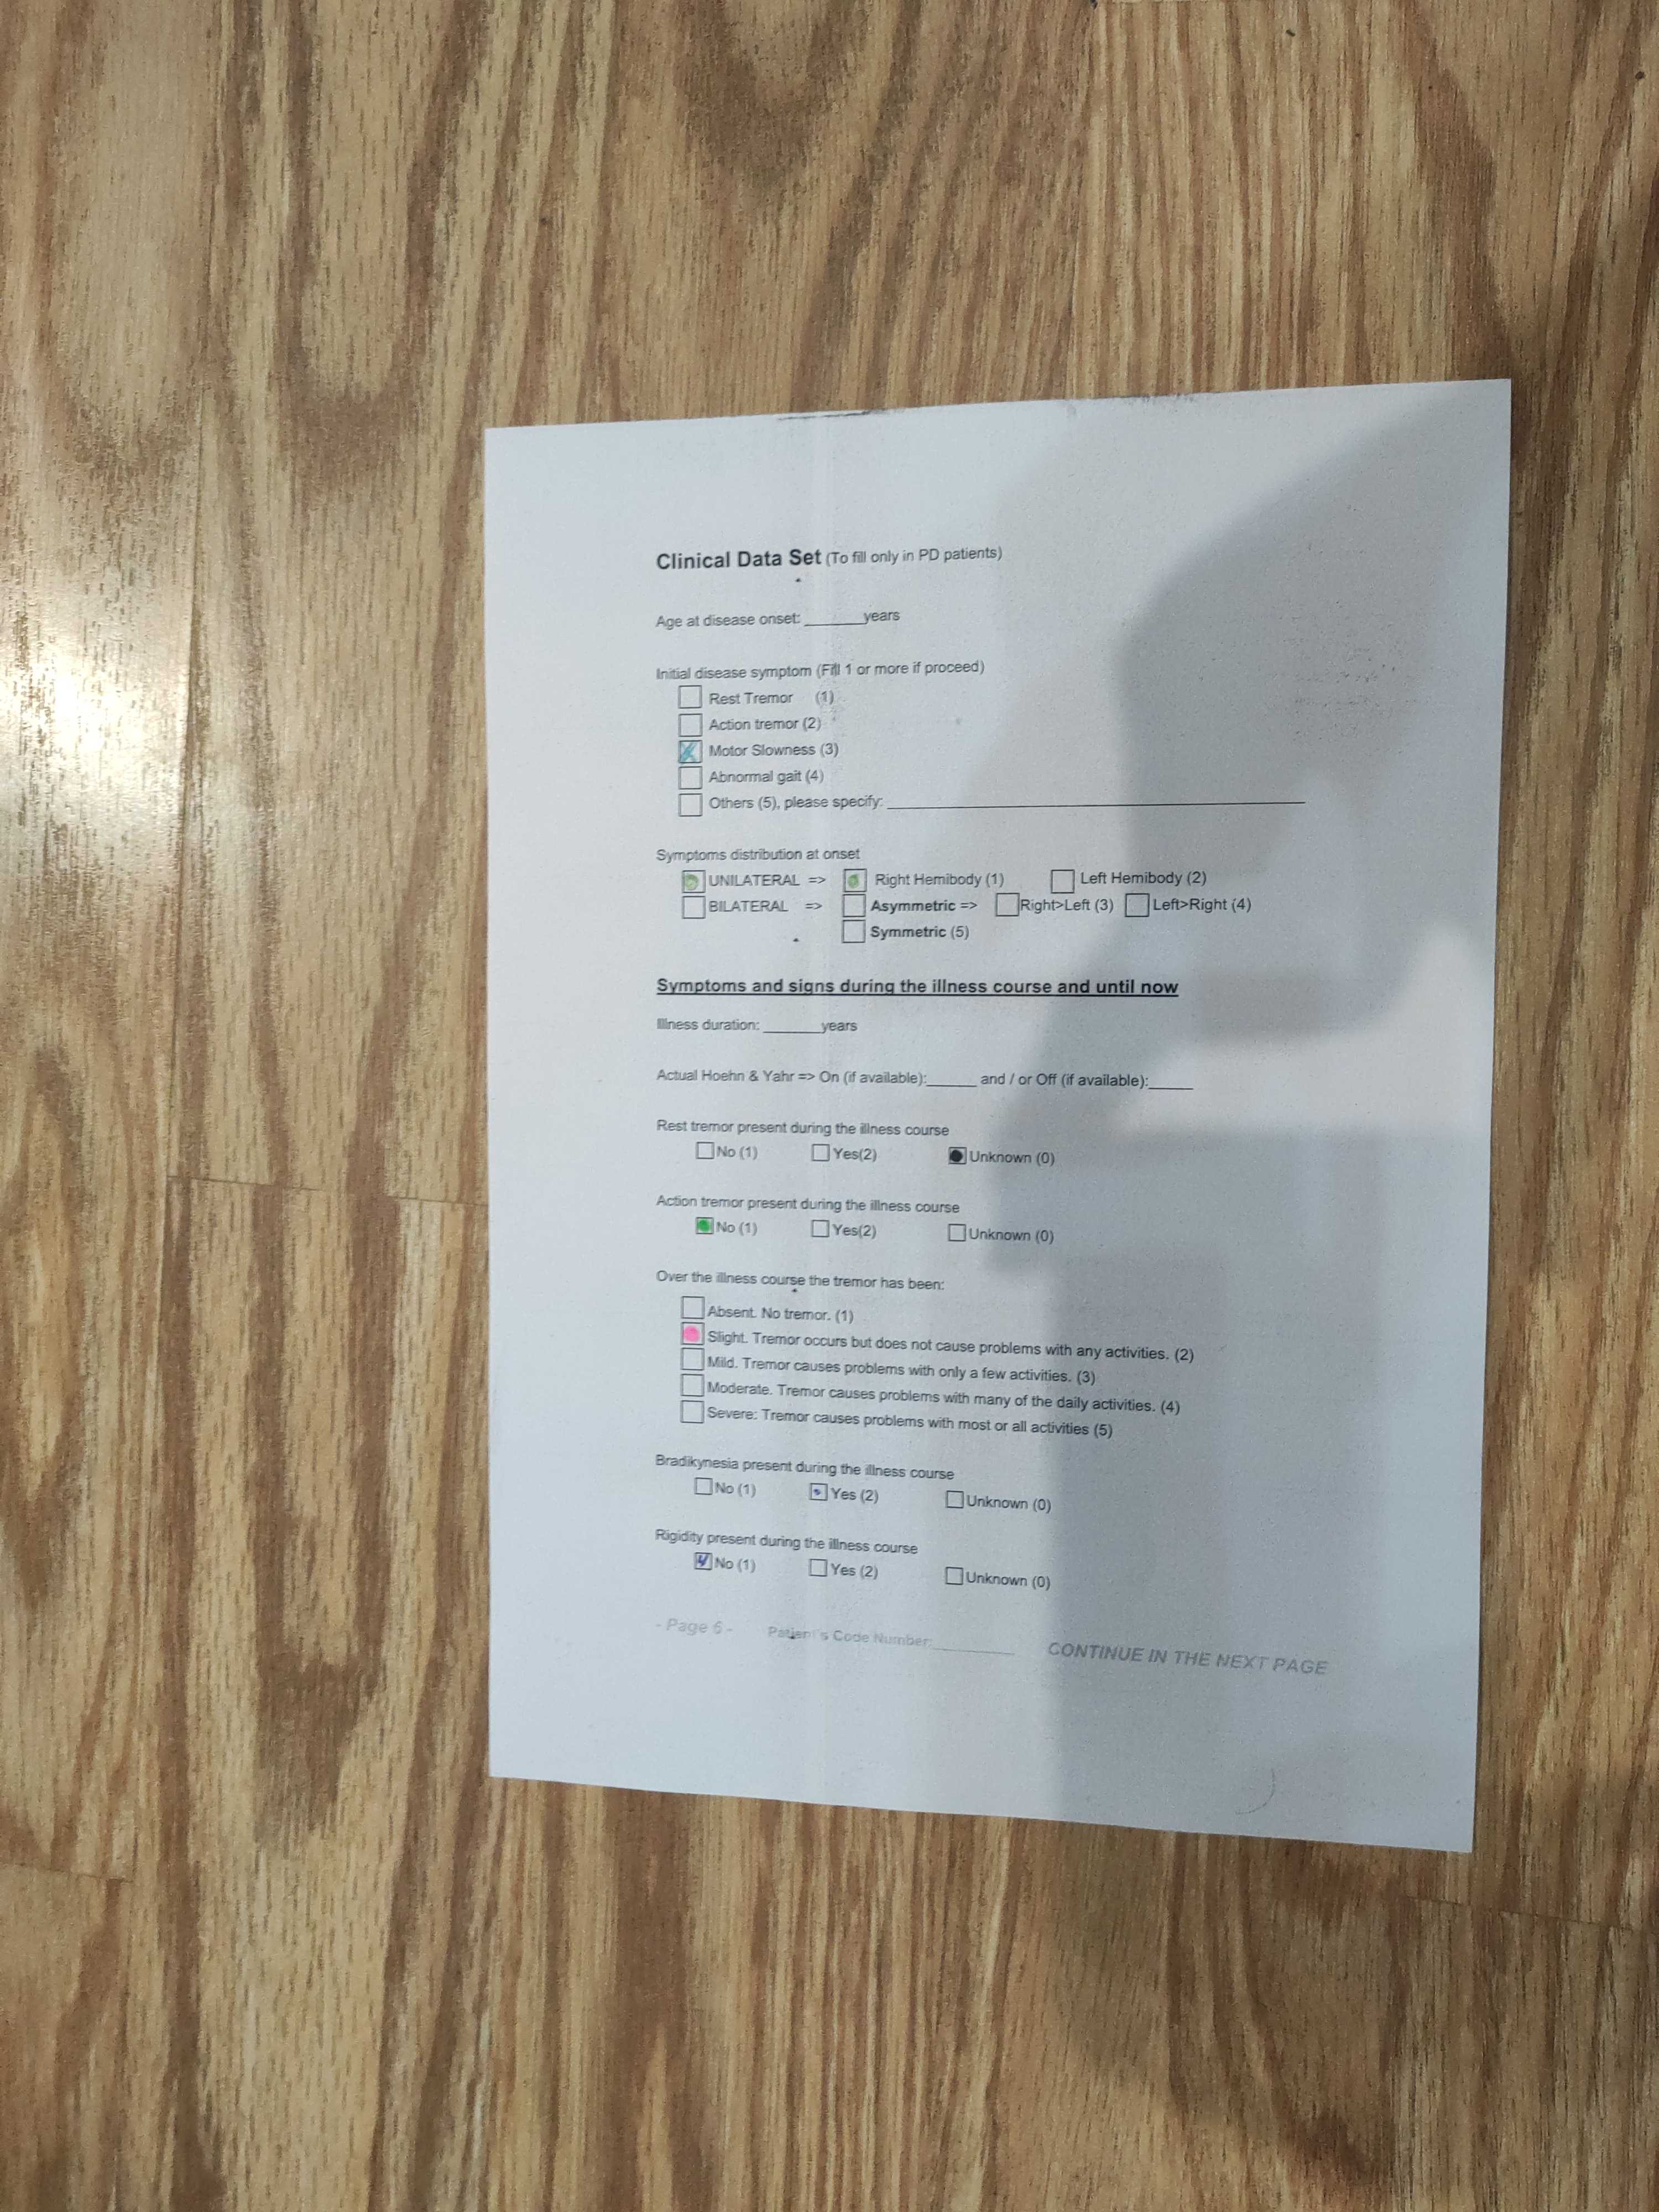 Clinical Data Set (To fill only in PD patients)
Age at disease onset: ______years
Initial disease symptom (Fill 1 or more if proceed)
Rest Tremor (1)
Action tremor (2)
Motor Slowness (3)
Abnormal gait (4)
Others (5), please specify: ______
Symptoms distribution at onset
UNILATERAL => Right Hemibody (1) Left Hemibody (2)
BILATERAL => Asymmetric => Right>Left (3) Left>Right (4)
Symmetric (5)
Symptoms and signs during the illness course and until now
Illness duration: ______years
Actual Hoehn & Yahr => On (if available):_____ and / or Off (if available):_____
Rest tremor present during the illness course
No (1) Yes(2) Unknown (0)
Action tremor present during the illness course
No (1) Yes(2) Unknown (0)
Over the illness course the tremor has been:
Absent. No tremor. (1)
Slight. Tremor occurs but does not cause problems with any activities. (2)
Mild. Tremor causes problems with only a few activities. (3)
Moderate. Tremor causes problems with many of the daily activities. (4)
Severe: Tremor causes problems with most or all activities (5)
Bradikynesia present during the illness course
No (1) Yes (2) Unknown (0)
Rigidity present during the illness course
No (1) Yes (2) Unknown (0)
- Page 6 - Patient's Code Number:________ CONTINUE IN THE NEXT PAGE